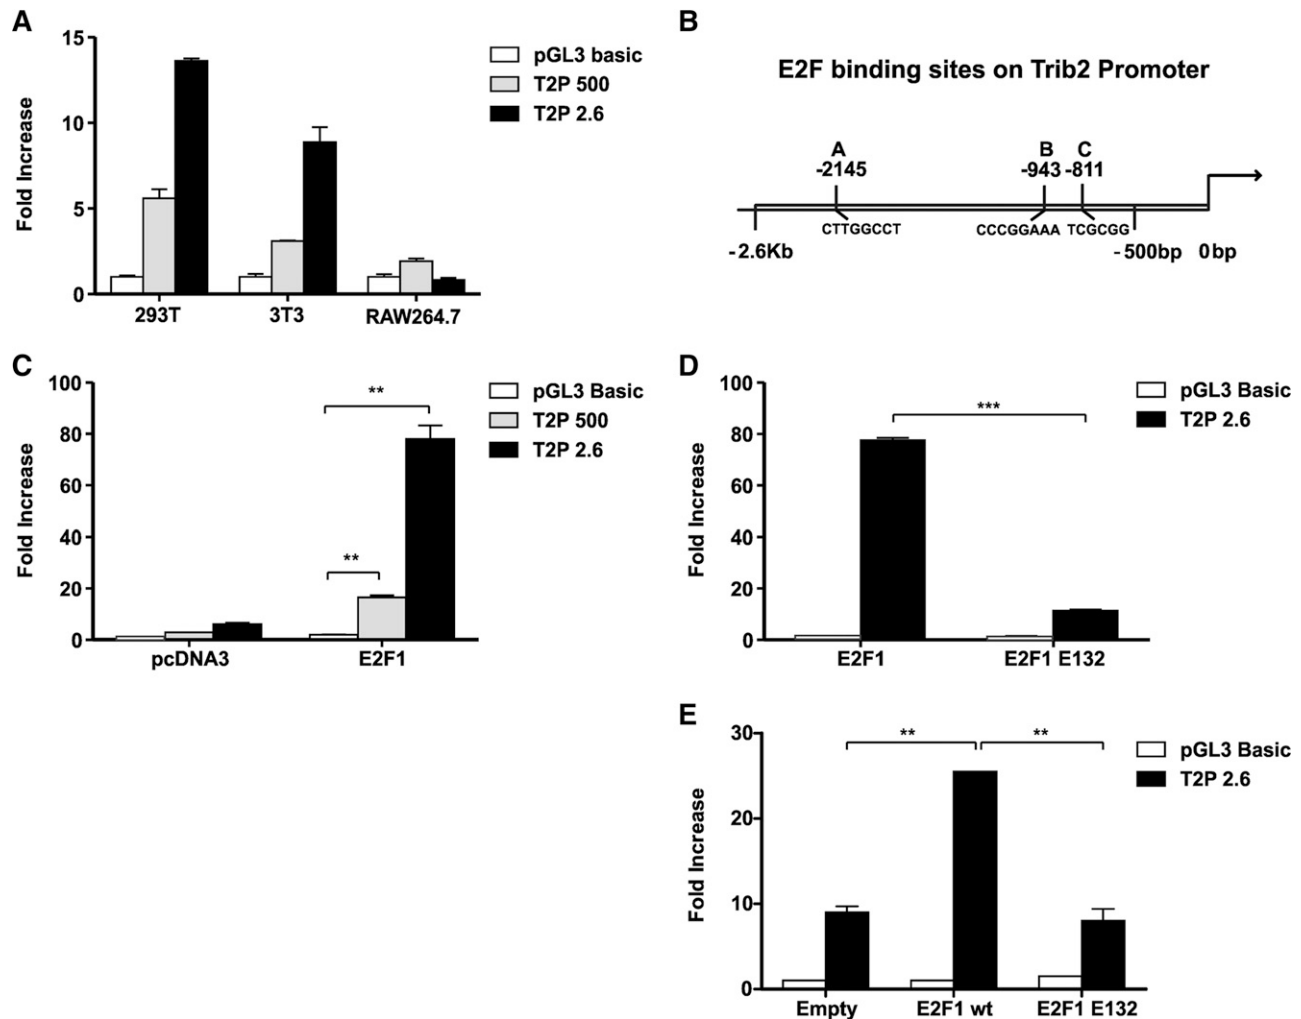 A
15
10
5
0
Fold Increase
pGL3 basic
T2P 500
T2P 2.6
293T
3T3
RAW264.7
B
E2F binding sites on Trib2 Promoter
A
B
C
-2145
-943
-811
CTTGGCCT
CCCGGAAA
TCGCGG
-2.6Kb
-500bp
0bp
C
100
80
60
40
20
0
Fold Increase
**
**
pGL3 Basic
T2P 500
T2P 2.6
pcDNA3
E2F1
D
100
80
60
40
20
0
Fold Increase
***
pGL3 Basic
T2P 2.6
E2F1
E2F1 E132
E
30
20
10
0
Fold Increase
**
**
pGL3 Basic
T2P 2.6
Empty
E2F1 wt
E2F1 E132